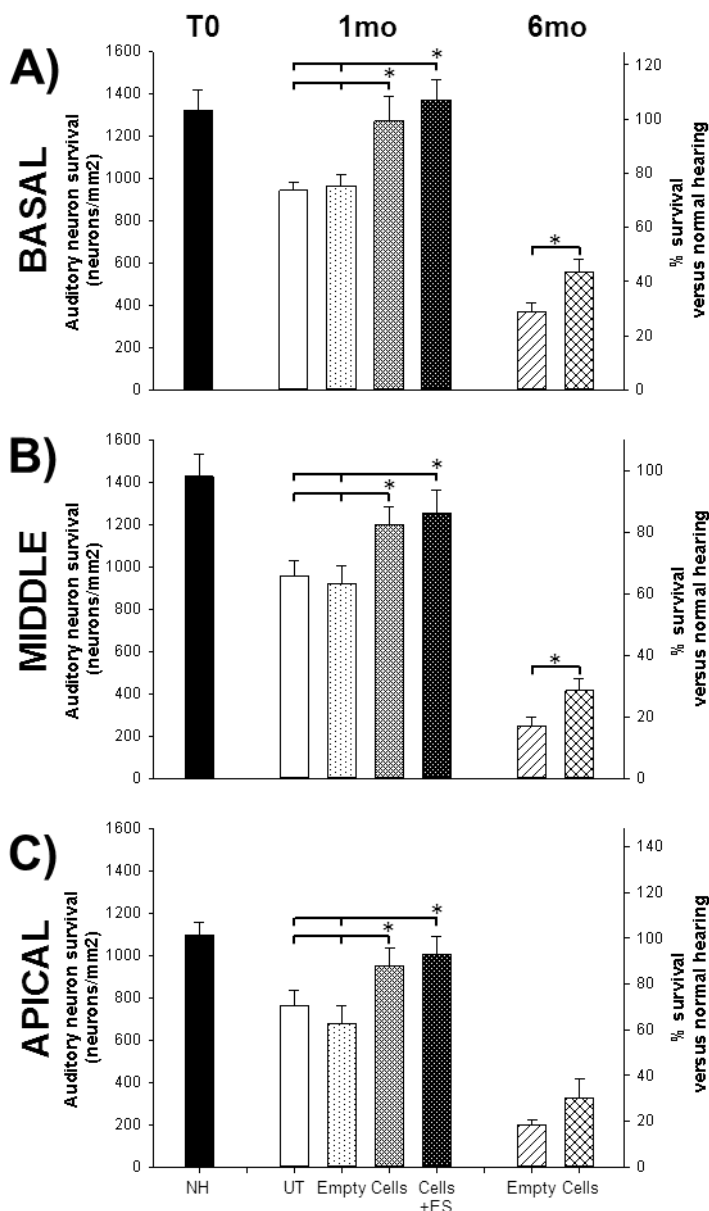 T0 1mo 6mo
A)
BASAL
Auditory neuron survival
(neurons/mm2)
1600
1400
1200
1000
800
600
400
200
0
* *
*
120
100
80
60
40
20
0
% survival
versus normal hearing
B)
MIDDLE
Auditory neuron survival
(neurons/mm2)
1600
1400
1200
1000
800
600
400
200
0
* *
*
100
80
60
40
20
0
% survival
versus normal hearing
C)
APICAL
Auditory neuron survival
(neurons/mm2)
1600
1400
1200
1000
800
600
400
200
0
* *
140
120
100
80
60
40
20
0
% survival
versus normal hearing
NH UT Empty Cells Cells Empty Cells
+ES